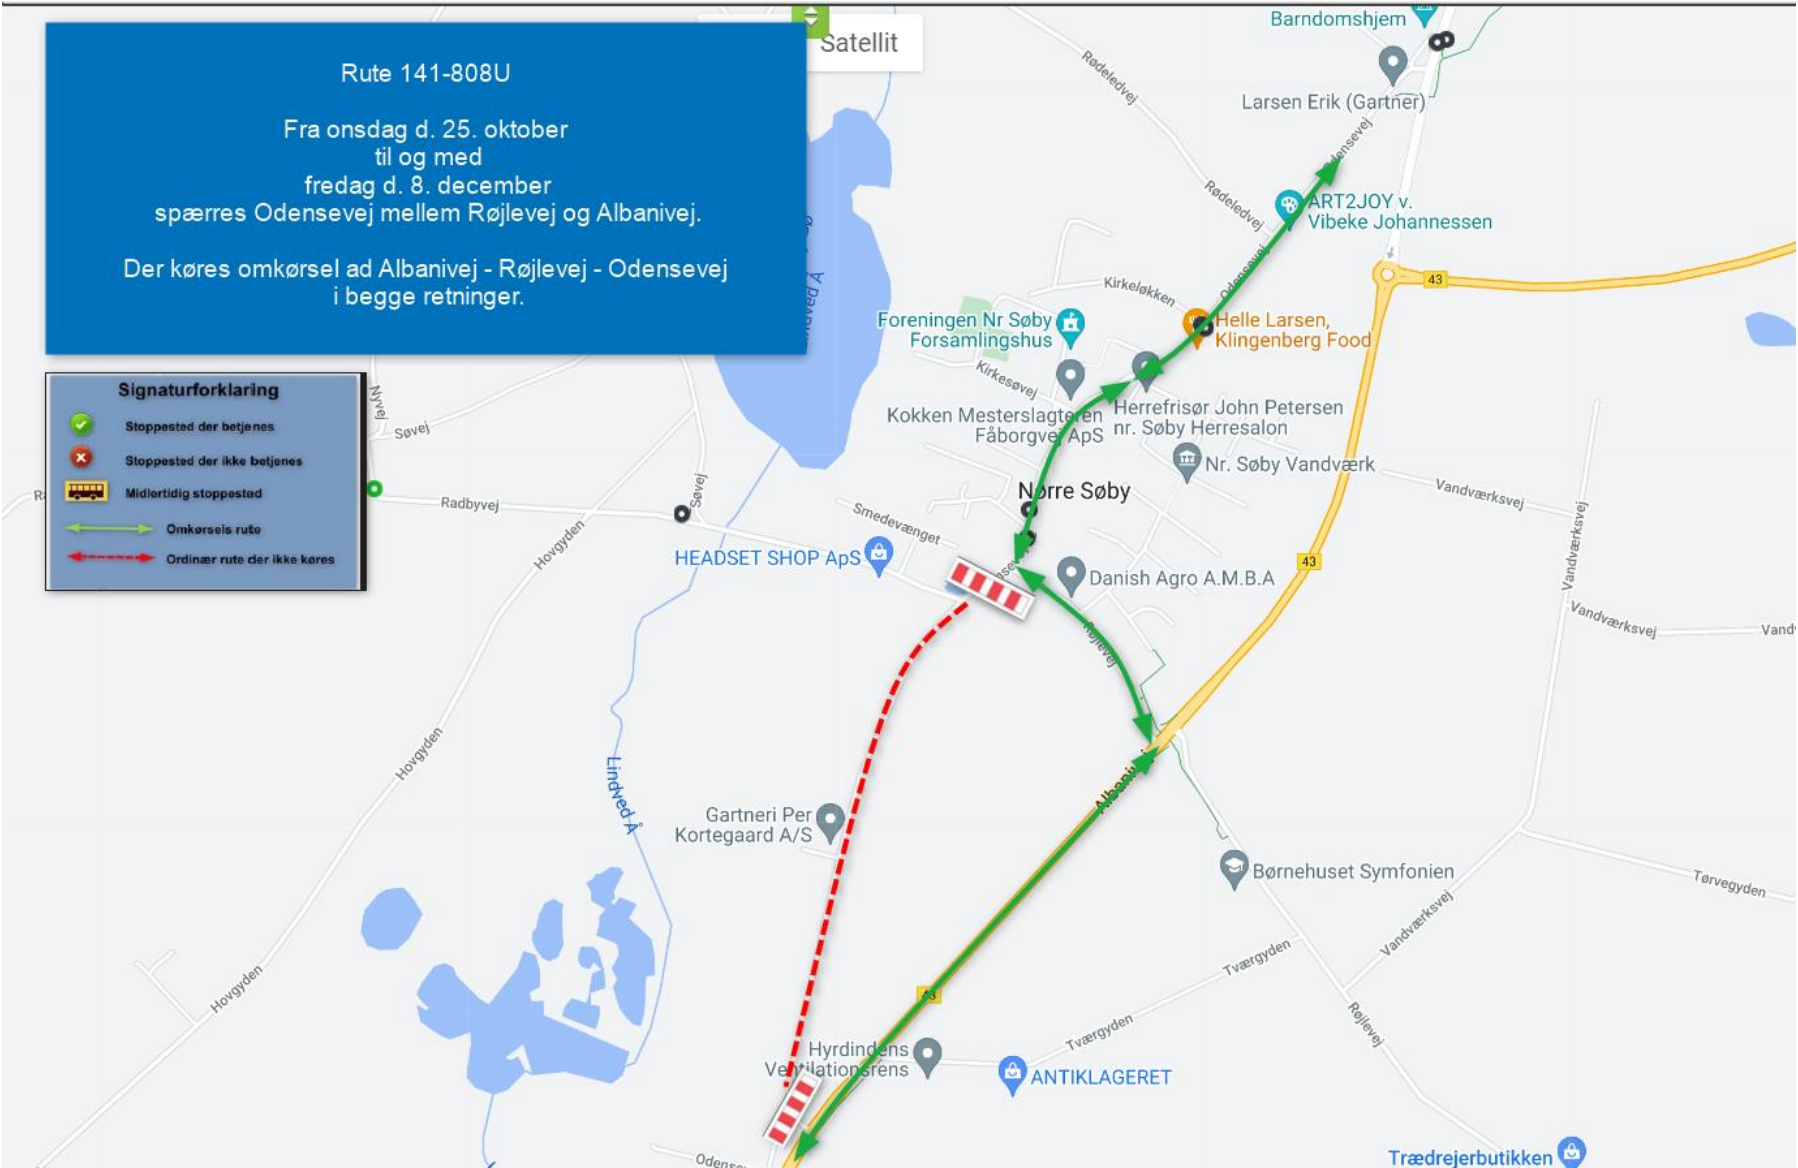 Rute 141-808U
Fra onsdag d. 25. oktober
til og med
fredag d. 8. december
spærres Odensevej mellem Røjlevej og Albanivej.
Der køres omkørsel ad Albanivej - Røjlevej - Odensevej
i begge retninger.
Satellit
Signaturforklaring
Stoppested der betjenes
Stoppested der ikke betjenes
Midlertidig stoppested
Omkørsels rute
Ordinær rute der ikke køres
Barndomshjem
Larsen Erik (Gartner)
Rødeledvej
ART2JOY v.
Vibeke Johannessen
Rødeledvej
Odensevej
43
Kirkeløkken
Foreningen Nr Søby
Forsamlingshus
Helle Larsen,
Klingenberg Food
Kirkesøvej
Kokken Mesterslagteren
Fåborgvej ApS
Herrefrisør John Petersen
nr. Søby Herresalon
Nr. Søby Vandværk
Nyvej
Søvej
Radbyvej
Søvej
Nørre Søby
Smedevænget
Vandværksvej
Vandværksvej
HEADSET SHOP ApS
Hovgyden
Danish Agro A.M.B.A
43
Vandværksvej
Røjlevej
Hovgyden
Lindved Å
Gartneri Per
Kortegaard A/S
Albanivej
Børnehuset Symfonien
Tørvegyden
Vandværksvej
Tværgyden
Hovgyden
43
Røjlevej
Tværgyden
Hyrdindens
Ventilationsrens
ANTIKLAGERET
Trædrejerbutikken